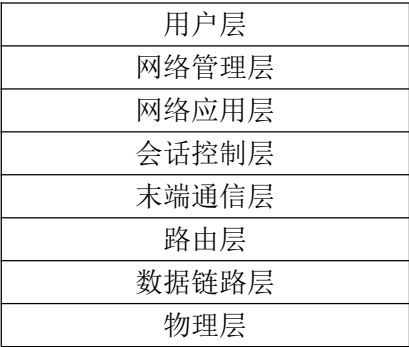 用户层
网络管理层
网络应用层
会话控制层
末端通信层
路由层
数据链路层
物理层